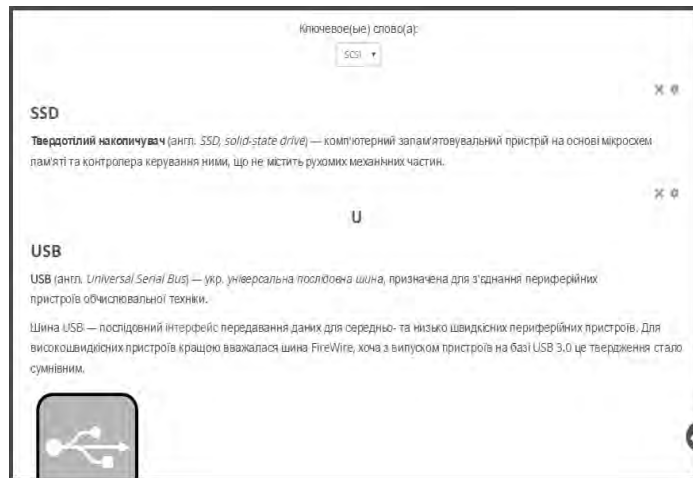 Ключевое(ые) слово(а):
SCSI
SSD
Твердотілий накопичувач (англ. SSD, solid-state drive) — комп'ютерний запам'ятовувальний пристрій на основі мікросхем
пам'яті та контролера керування ними, що не містить рухомих механічних частин.
U
USB
USB (англ. Universal Serial Bus) — укр. універсальна послідовна шина, призначена для з'єднання периферійних
пристроїв обчислювальної техніки.
Шина USB — послідовний інтерфейс передавання даних для середньо- та низько швидкісних периферійних пристроїв. Для
високошвидкісних пристроїв кращою вважалася шина FireWire, хоча з випуском пристроїв на базі USB 3.0 це твердження стало
сумнівним.